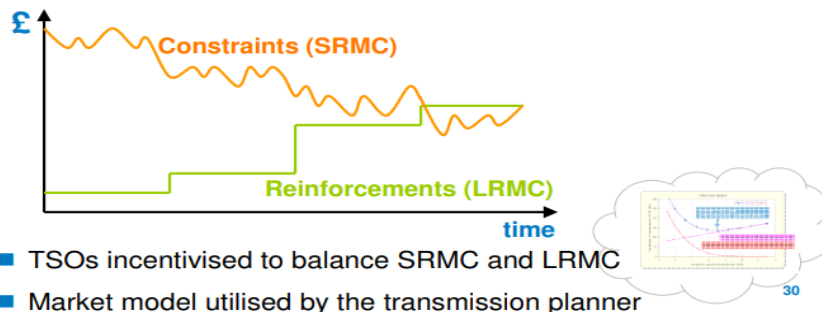 £
Constraints (SRMC)
Reinforcements (LRMC)
time
TSOs incentivised to balance SRMC and LRMC
Market model utilised by the transmission planner
30